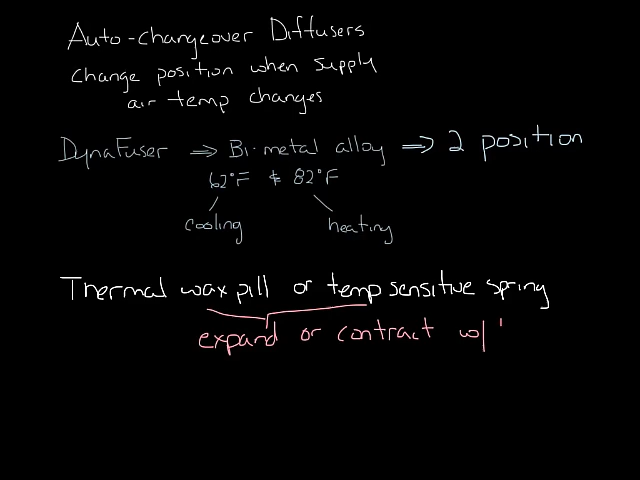 Auto-changeover Diffusers
change position when supply
air temp changes
DynaFuser ⇒ Bi-metal alloy ⇒ 2 position
62°F & 82°F
cooling heating
Thermal wax pill or temp sensitive spring
expand or contract w/